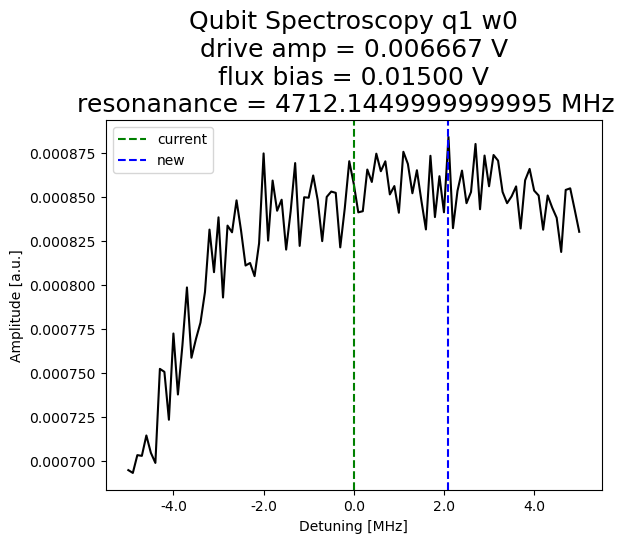 Qubit Spectroscopy q1 w0
drive amp = 0.006667 V
flux bias = 0.01500 V
resonanance = 4712.1449999999995 MHz
current
new
0.000875
0.000850
0.000825
0.000800
0.000775
0.000750
0.000725
0.000700
Amplitude [a.u.]
-4.0
-2.0
0.0
2.0
4.0
Detuning [MHz]